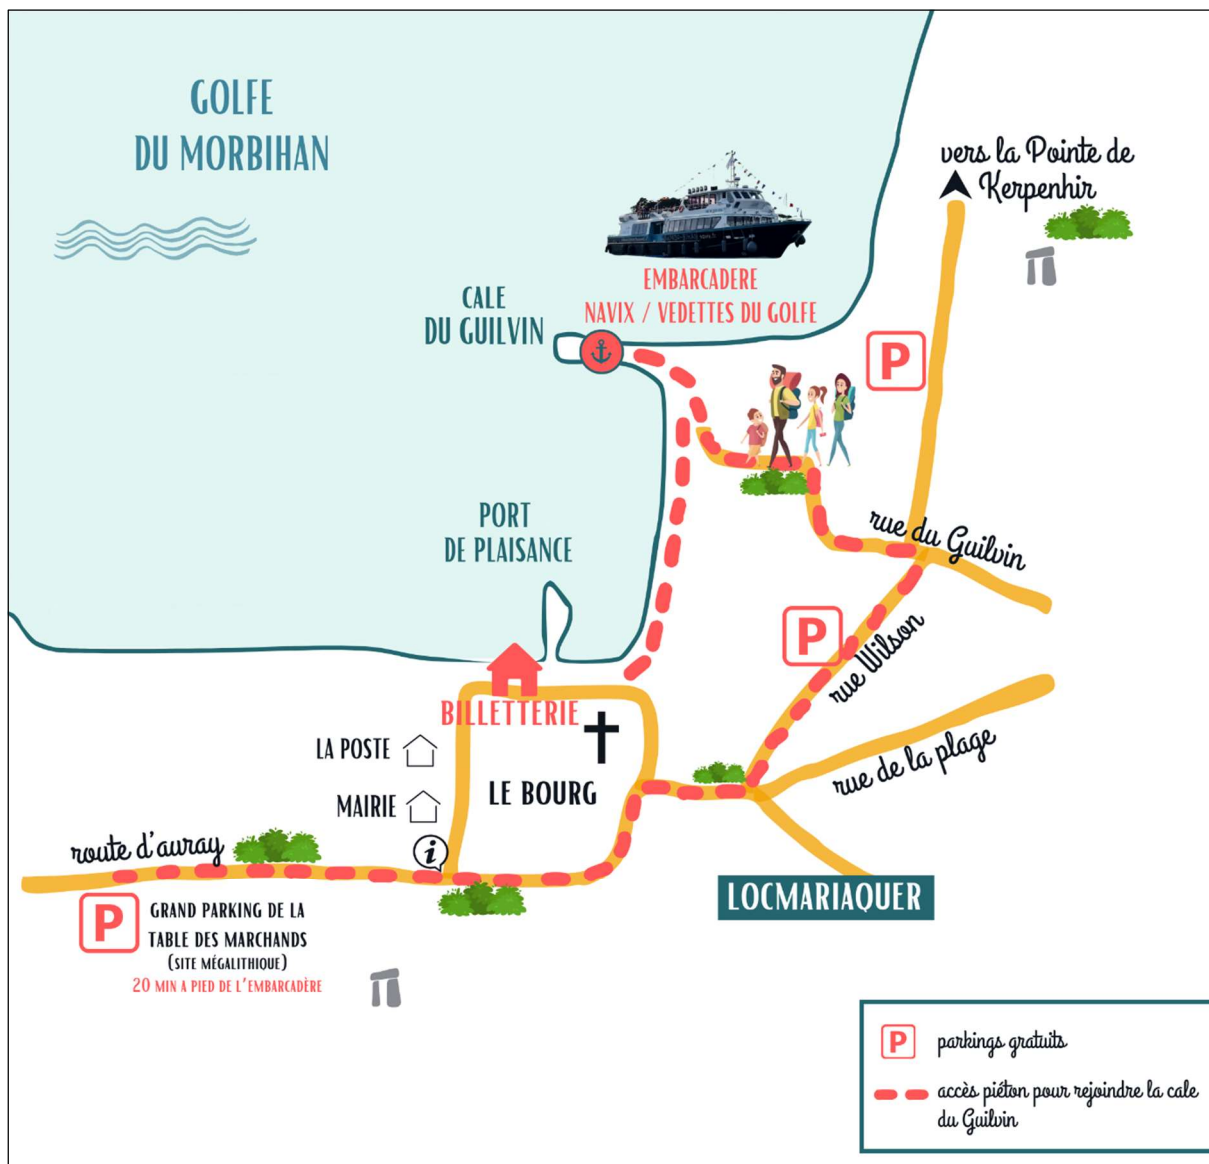 GOLFE
DU MORBIHAN
vers la Pointe de
Kerpenhir
EMBARCADERE
NAVIX / VEDETTES DU GOLFE
CALE
DU GUILVIN
P
PORT
DE PLAISANCE
rue du Guilvin
P
rue Wilson
BILLETTERIE
rue de la plage
LA POSTE
LE BOURG
MAIRIE
i
route d'auray
LOCMARIAQUER
P
GRAND PARKING DE LA
TABLE DES MARCHANDS
(SITE MÉGALITHIQUE)
20 MIN A PIED DE L'EMBARCADÈRE
P
parkings gratuits
accès piéton pour rejoindre la cale
du Guilvin